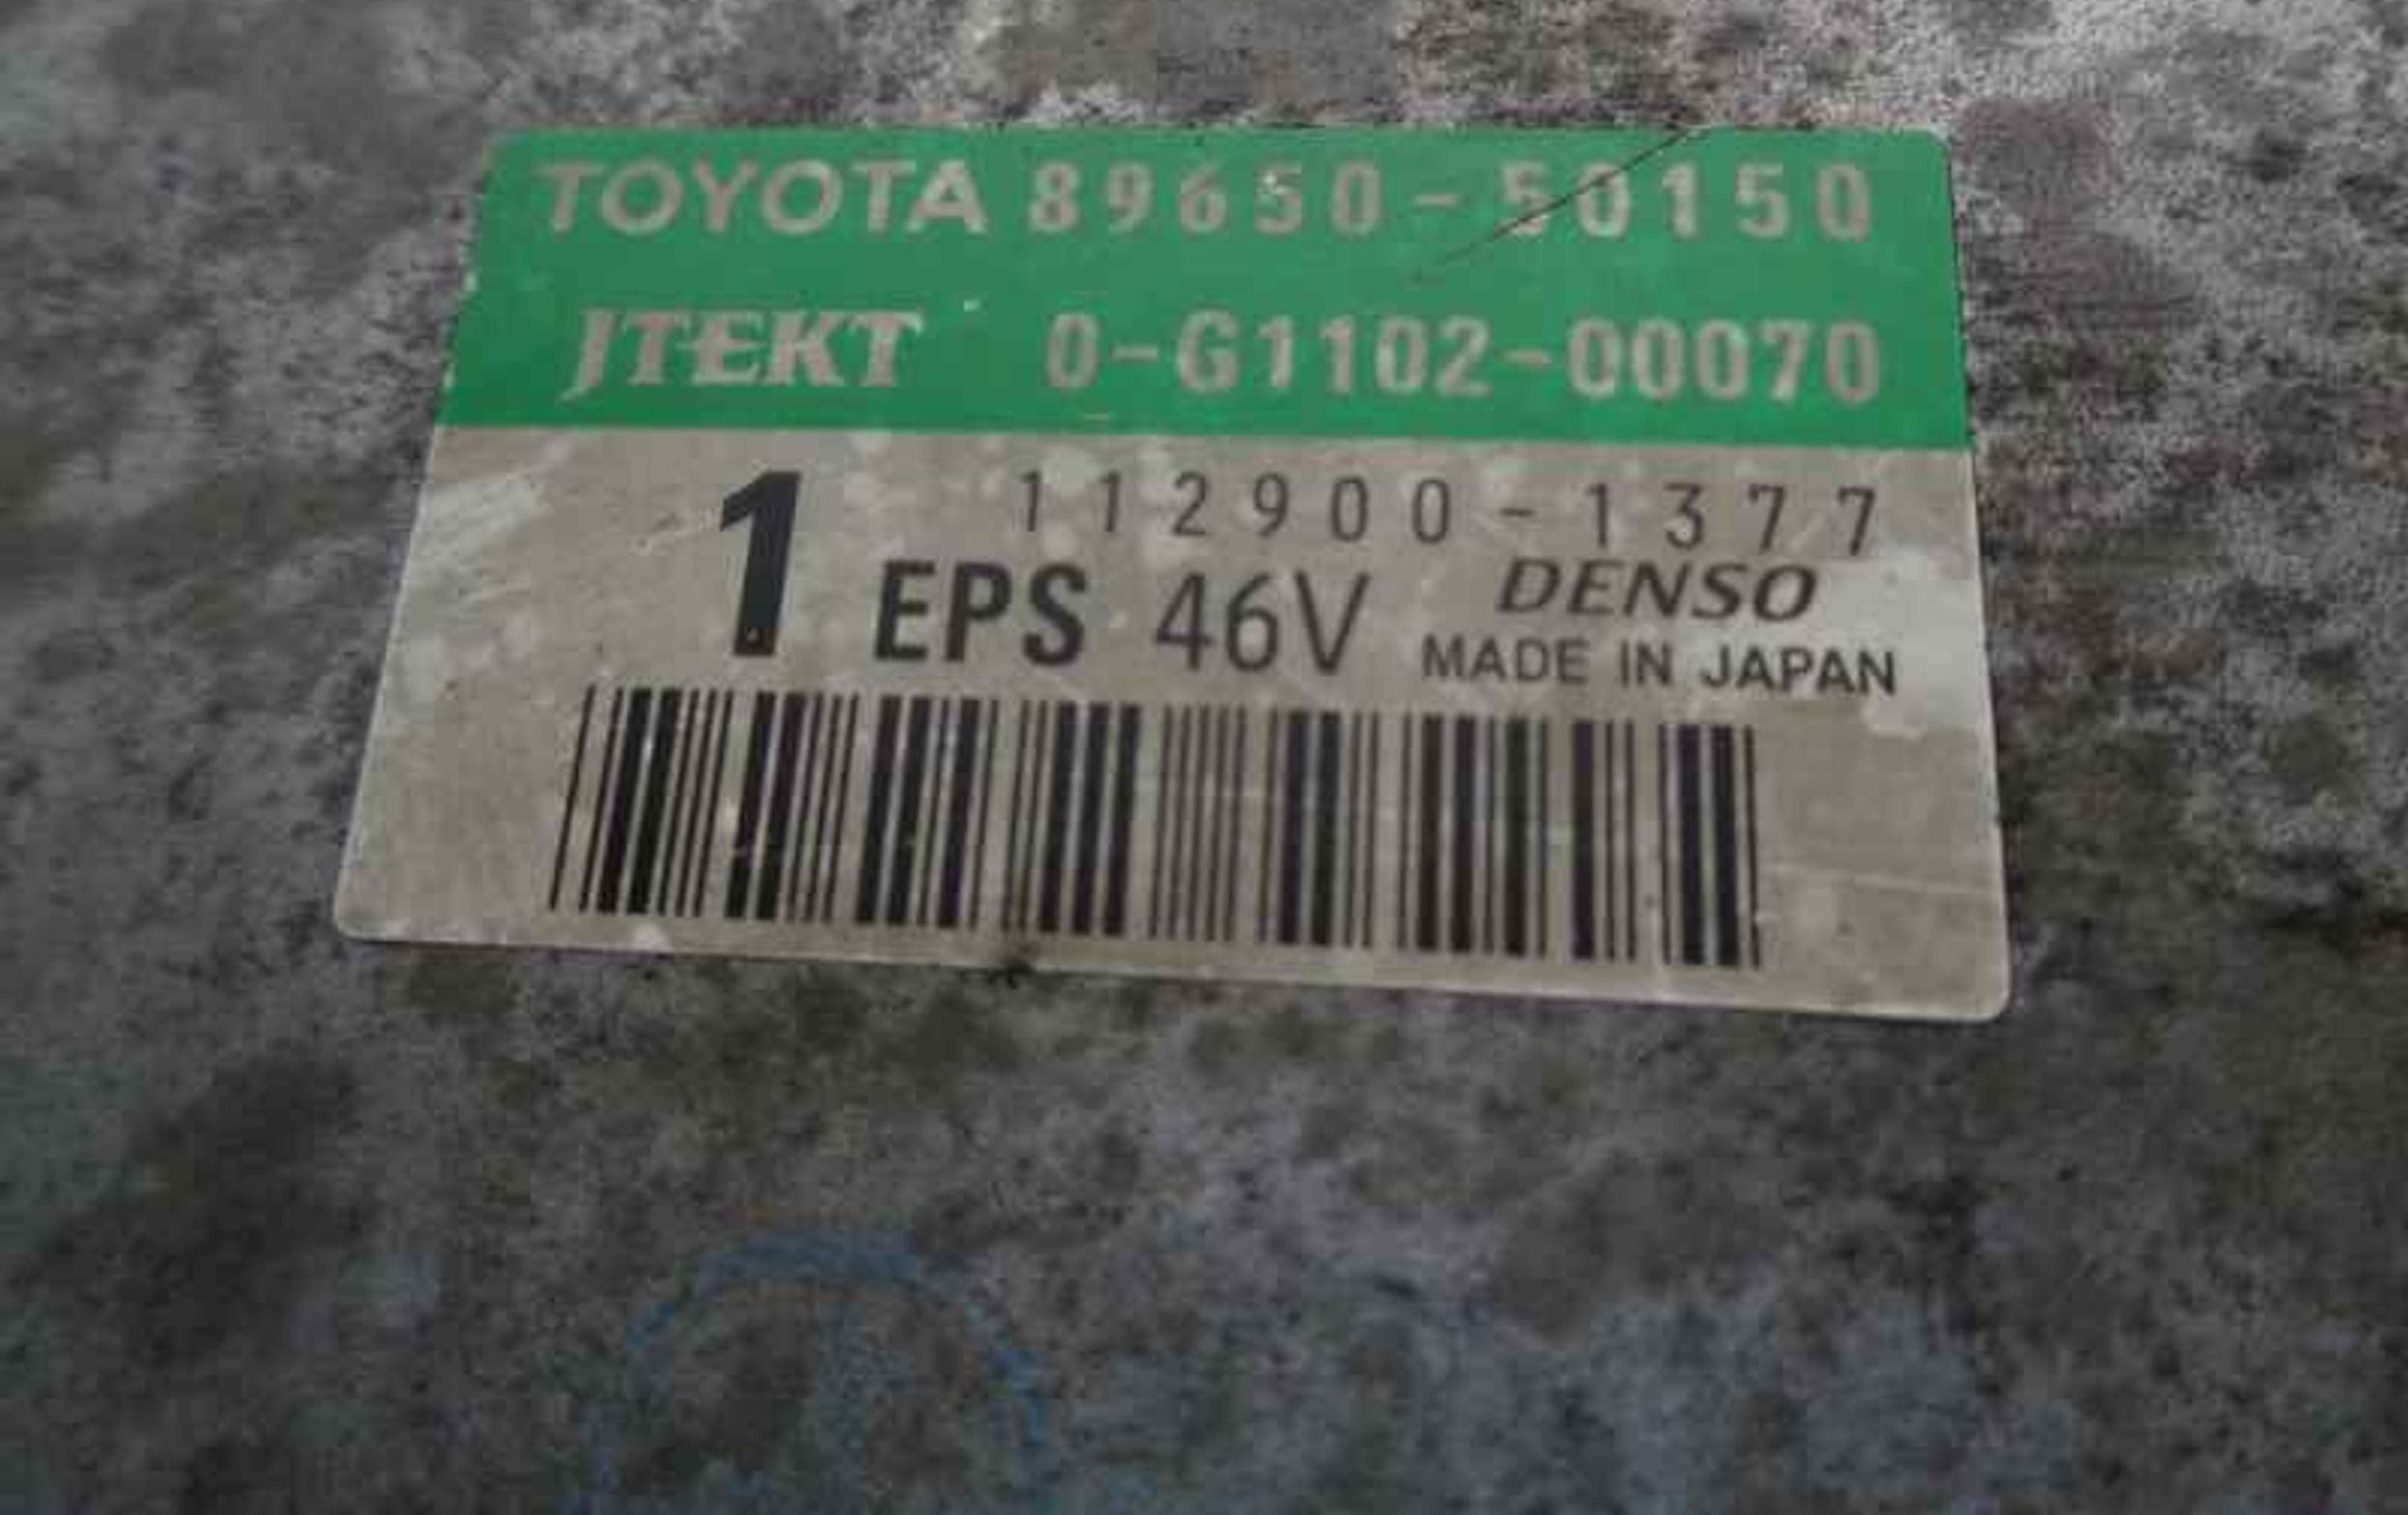 TOYOTA 89650-50150
JTEKT 0-G1102-00070
1 112900-1377
EPS 46V DENSO
MADE IN JAPAN